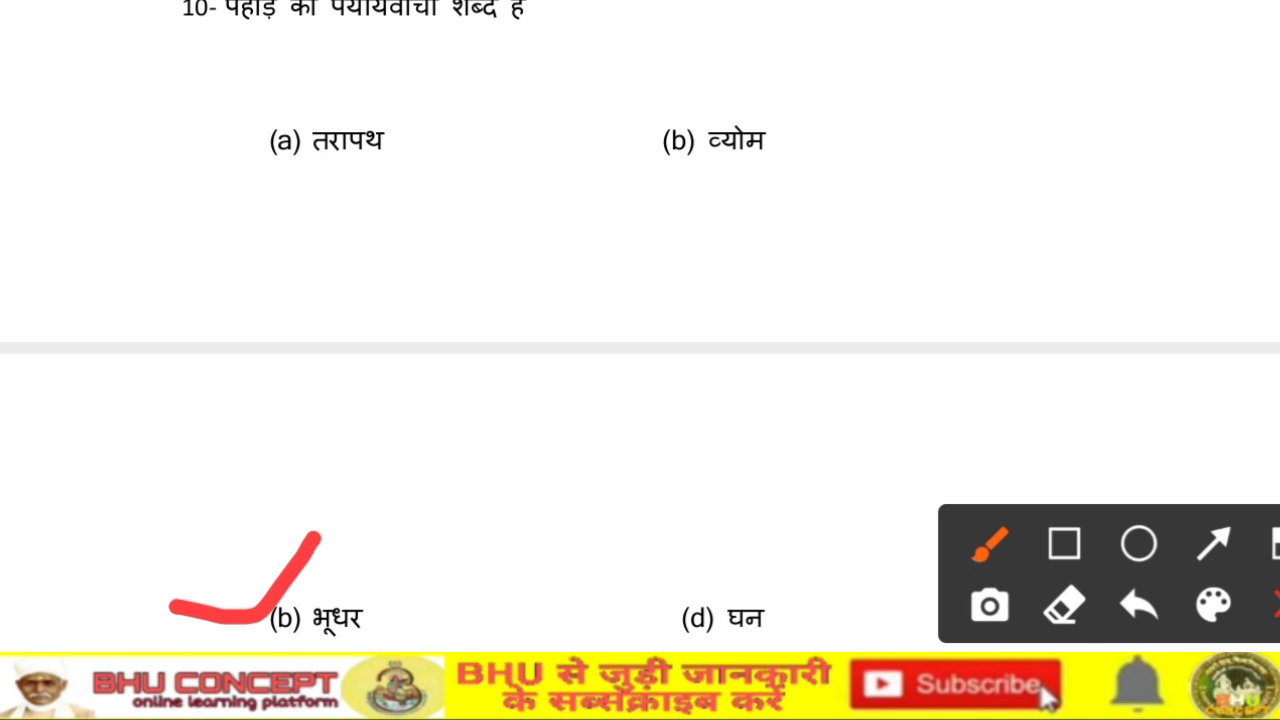 10- पहाड़ का पर्यायवाची शब्द है
(a) तरापथ
(b) व्योम
(b) भूधर
(d) घन
BHU CONCEPT
online learning platform
BHU से जुड़ी जानकारी
के सब्सक्राइब करें
Subscribe
BHU